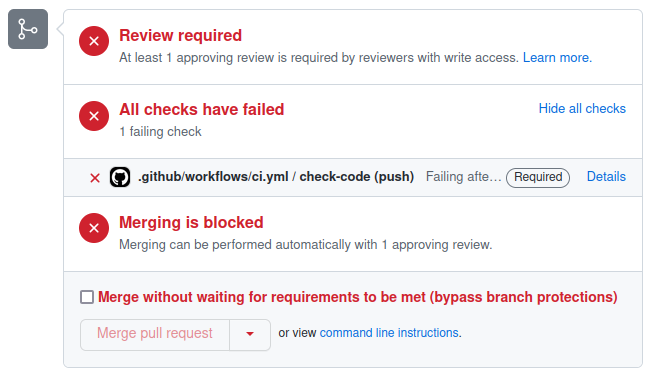 Review required
At least 1 approving review is required by reviewers with write access. Learn more.
All checks have failed
Hide all checks
1 failing check
.github/workflows/ci.yml / check-code (push) Failing afte… Required Details
Merging is blocked
Merging can be performed automatically with 1 approving review.
Merge without waiting for requirements to be met (bypass branch protections)
Merge pull request or view command line instructions.